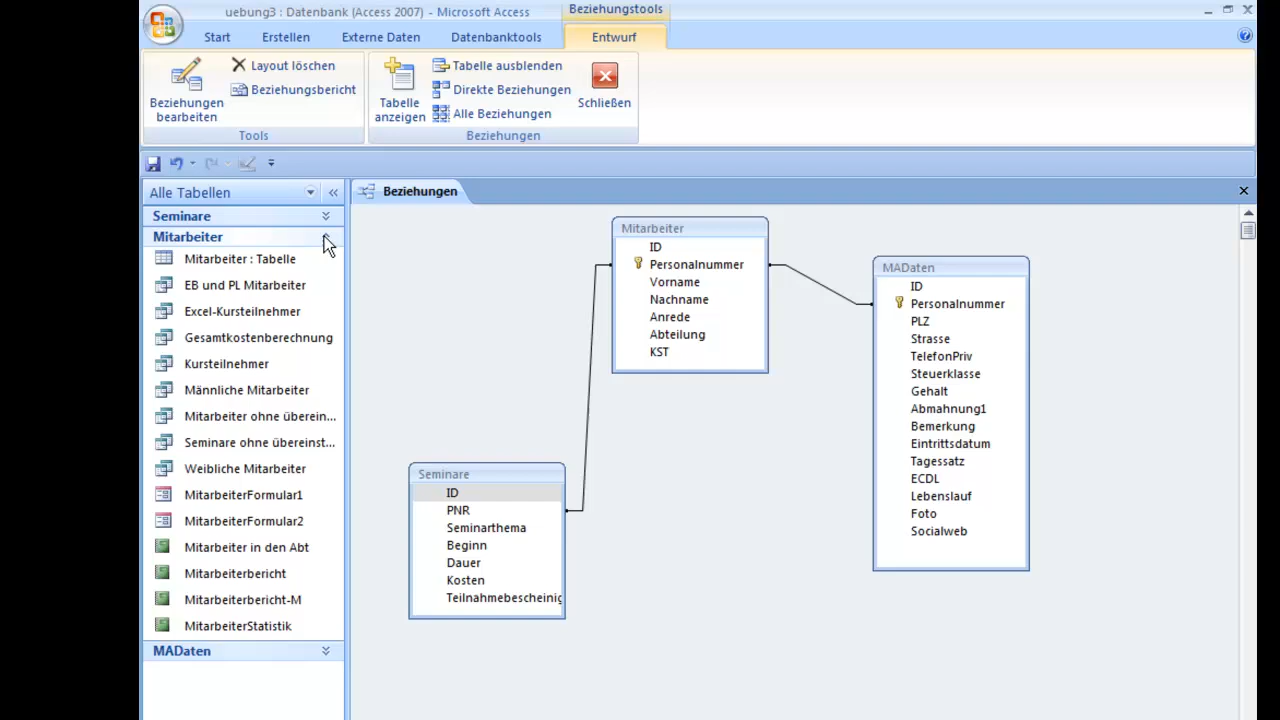 uebung3 : Datenbank (Access 2007) - Microsoft Access
Beziehungstools
Start
Erstellen
Externe Daten
Datenbanktools
Entwurf
Beziehungen bearbeiten
Layout löschen
Beziehungsbericht
Tools
Tabelle anzeigen
Tabelle ausblenden
Direkte Beziehungen
Alle Beziehungen
Schließen
Beziehungen
Alle Tabellen
Seminare
Mitarbeiter
Mitarbeiter : Tabelle
EB und PL Mitarbeiter
Excel-Kursteilnehmer
Gesamtkostenberechnung
Kursteilnehmer
Männliche Mitarbeiter
Mitarbeiter ohne überein...
Seminare ohne übereinst...
Weibliche Mitarbeiter
MitarbeiterFormular1
MitarbeiterFormular2
Mitarbeiter in den Abt
Mitarbeiterbericht
Mitarbeiterbericht-M
MitarbeiterStatistik
MADaten
Beziehungen
Mitarbeiter
ID
Personalnummer
Vorname
Nachname
Anrede
Abteilung
KST
MADaten
ID
Personalnummer
PLZ
Strasse
TelefonPriv
Steuerklasse
Gehalt
Abmahnung1
Bemerkung
Eintrittsdatum
Tagessatz
ECDL
Lebenslauf
Foto
Socialweb
Seminare
ID
PNR
Seminarthema
Beginn
Dauer
Kosten
Teilnahmebescheinig